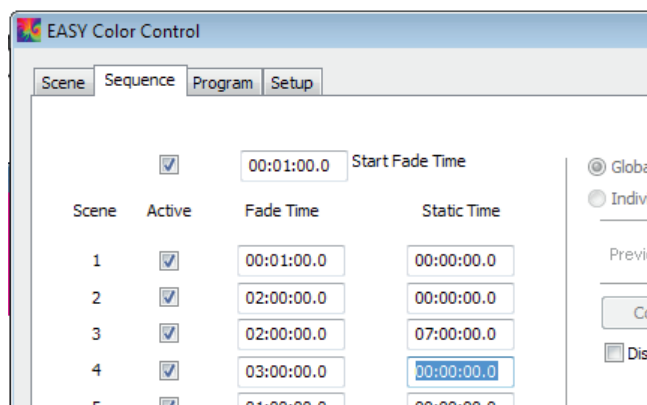 EASY Color Control
Scene Sequence Program Setup
00:01:00.0 Start Fade Time
Scene Active Fade Time Static Time
1 00:01:00.0 00:00:00.0
2 02:00:00.0 00:00:00.0
3 02:00:00.0 07:00:00.0
4 03:00:00.0 00:00:00.0